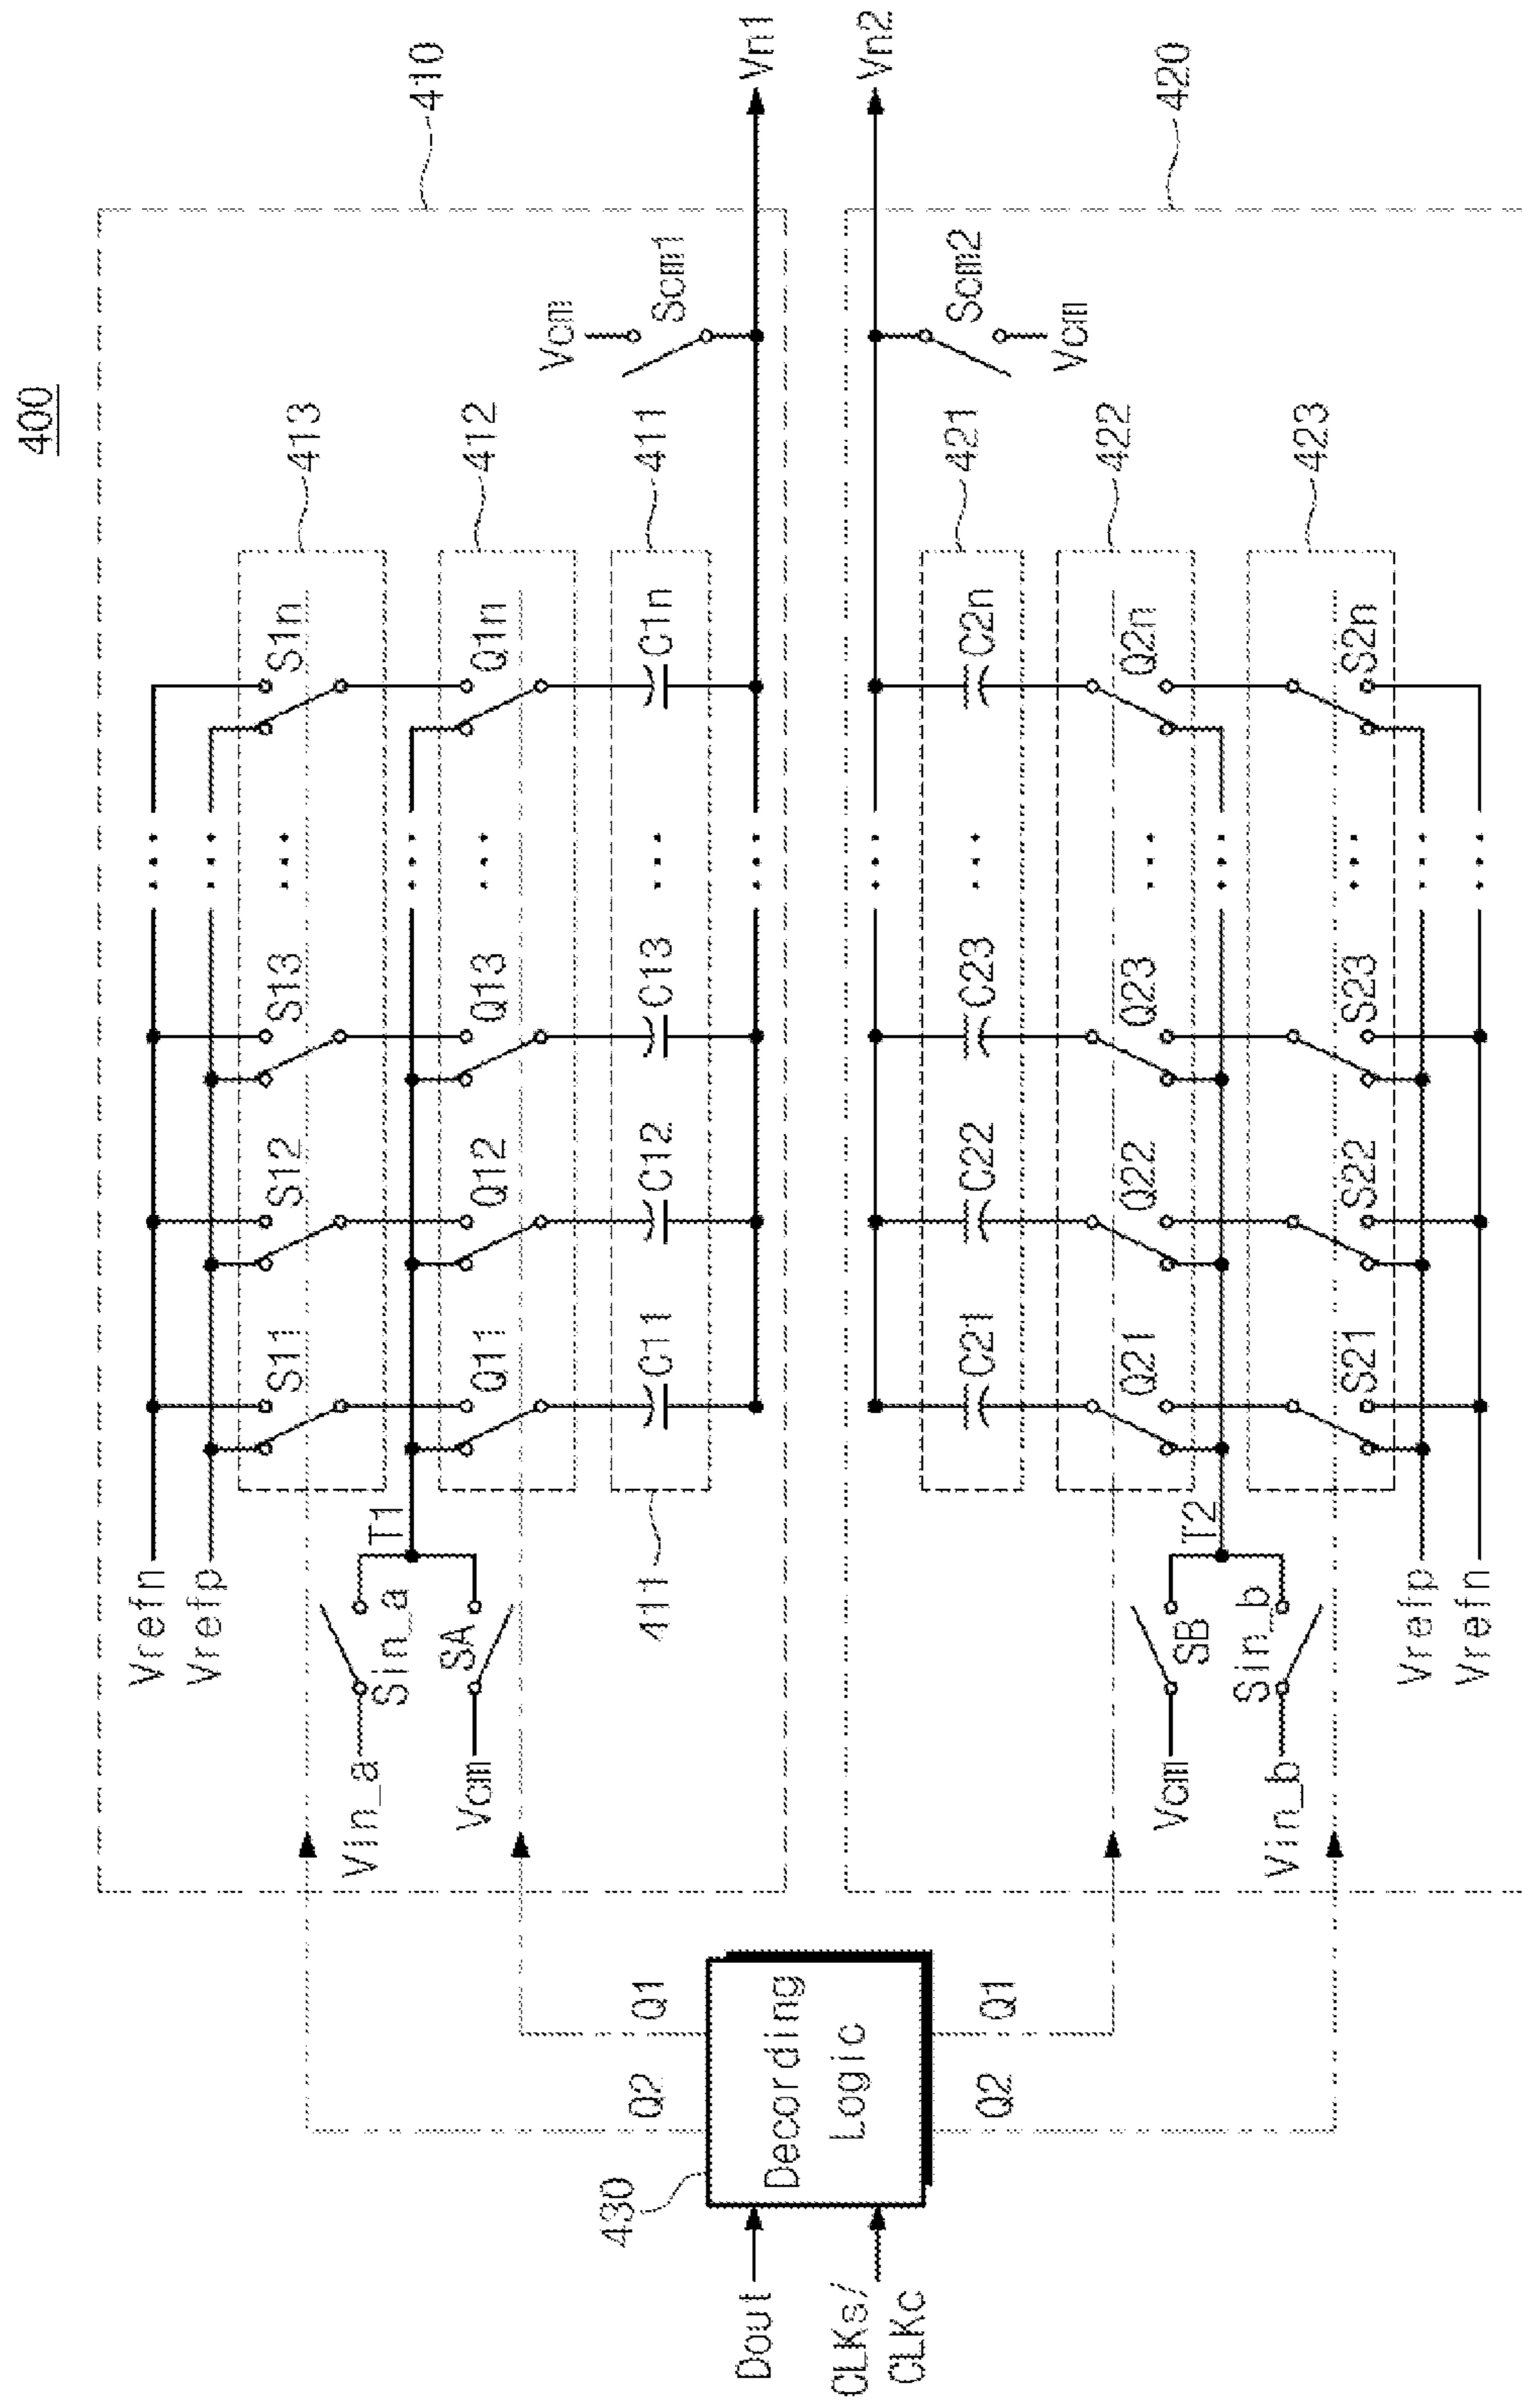 400
410
Vrefn
Vrefp
S11
S12
S13
...
S1n
413
Vin_a
Sin_a
T1
SA
Vcm
Q11
Q12
Q13
...
Q1n
412
Vcm
Scm1
411
C11
C12
C13
...
C1n
411
Vn1
430
Q2
Q1
Decording
Logic
Dout
CLKs/
CLKc
Q2
Q1
Vn2
420
C21
C22
C23
...
C2n
421
Scm2
Vcm
Q21
Q22
Q23
...
Q2n
422
Vcm
SB
T2
Sin_b
Vin_b
S21
S22
S23
...
S2n
423
Vrefp
Vrefn